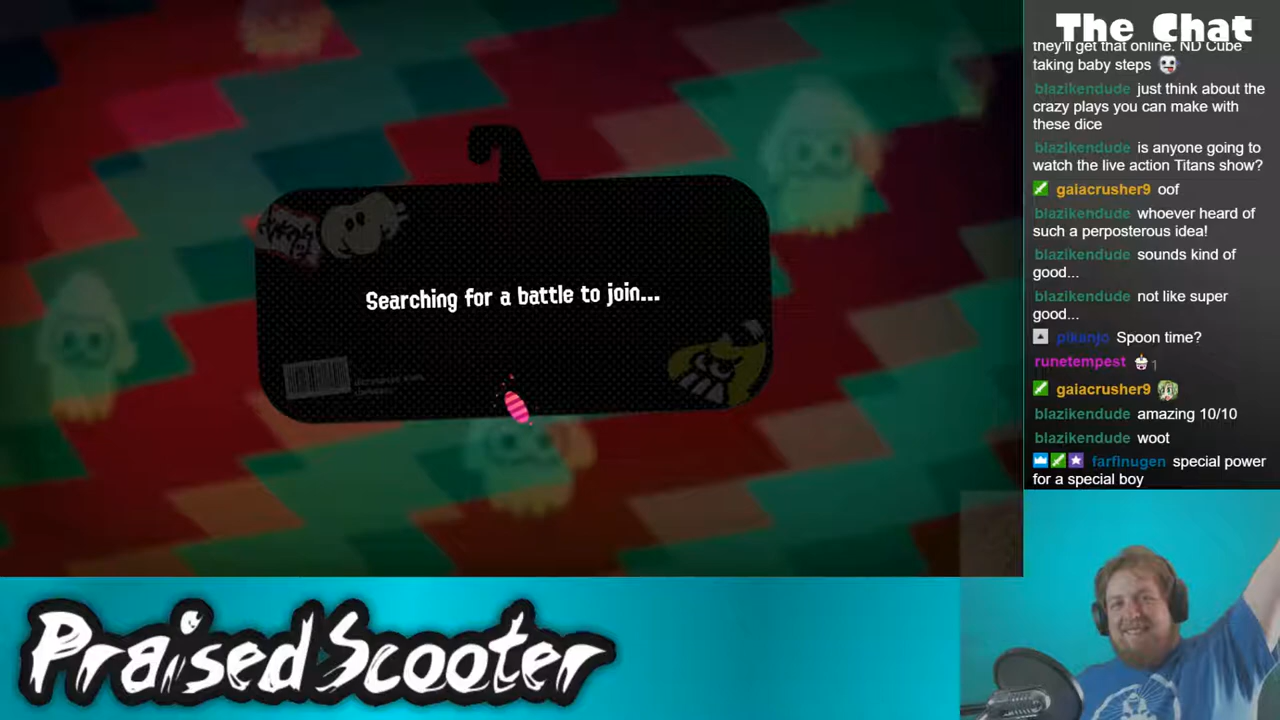 The Chat
they'll get that online. ND Cube
taking baby steps
blazikendude just think about the
crazy plays you can make with
these dice
blazikendude is anyone going to
watch the live action Titans show?
gaiacrusher9 oof
blazikendude whoever heard of
such a perposterous idea!
blazikendude sounds kind of
good...
blazikendude not like super
good...
pikunjo Spoon time?
runetempest 1
gaiacrusher9
blazikendude amazing 10/10
blazikendude woot
farfinugen special power
for a special boy
Searching for a battle to join...
PraisedScooter